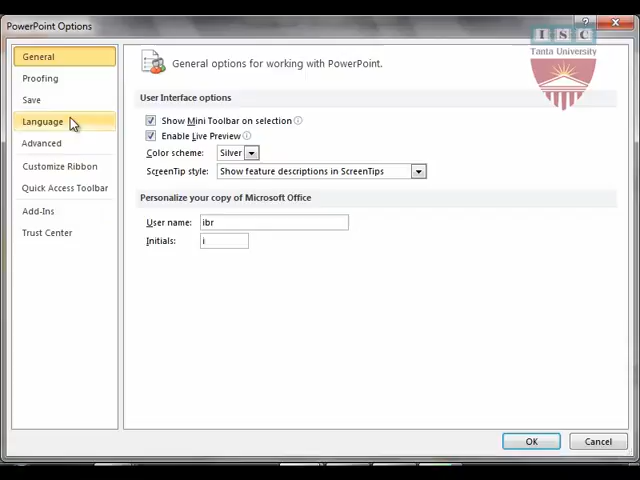 PowerPoint Options
I S C
Tanta University
General
Proofing
Save
Language
Advanced
Customize Ribbon
Quick Access Toolbar
Add-Ins
Trust Center
General options for working with PowerPoint.
User Interface options
Show Mini Toolbar on selection
Enable Live Preview
Color scheme: Silver
ScreenTip style: Show feature descriptions in ScreenTips
Personalize your copy of Microsoft Office
User name: ibr
Initials: i
OK Cancel